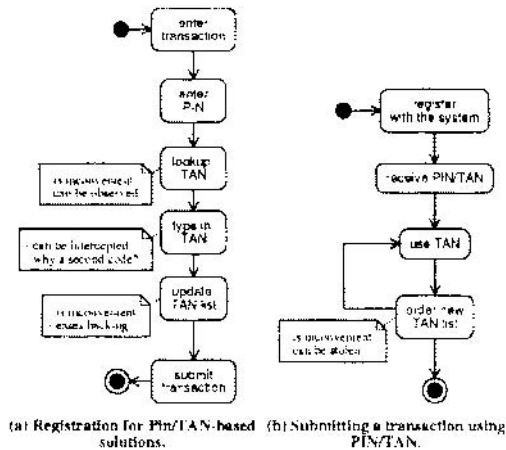 enter
transaction
enter
PIN
lookup
TAN
- is inconvenient
- can be observed
type in
TAN
- can be intercepted
- why a second code?
update
TAN list
- is inconvenient
- eases hacking
submit
transaction
(a) Registration for Pin/TAN-based
solutions.
register
with the system
receive PIN/TAN
use TAN
order new
TAN list
- is inconvenient
- can be stolen
(b) Submitting a transaction using
PIN/TAN.